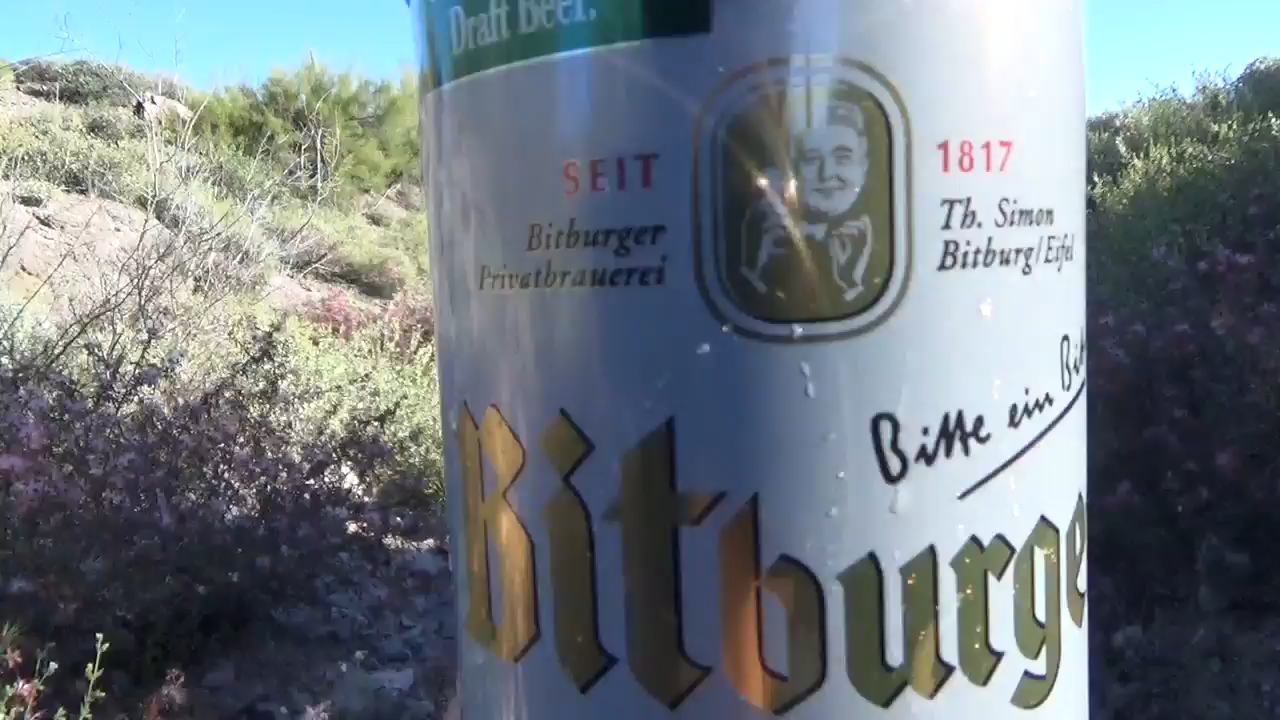 Draft Beer.
SEIT
1817
Bitburger
Privatbrauerei
Th. Simon
Bitburg/Eifel
Bitte ein
Bitburge